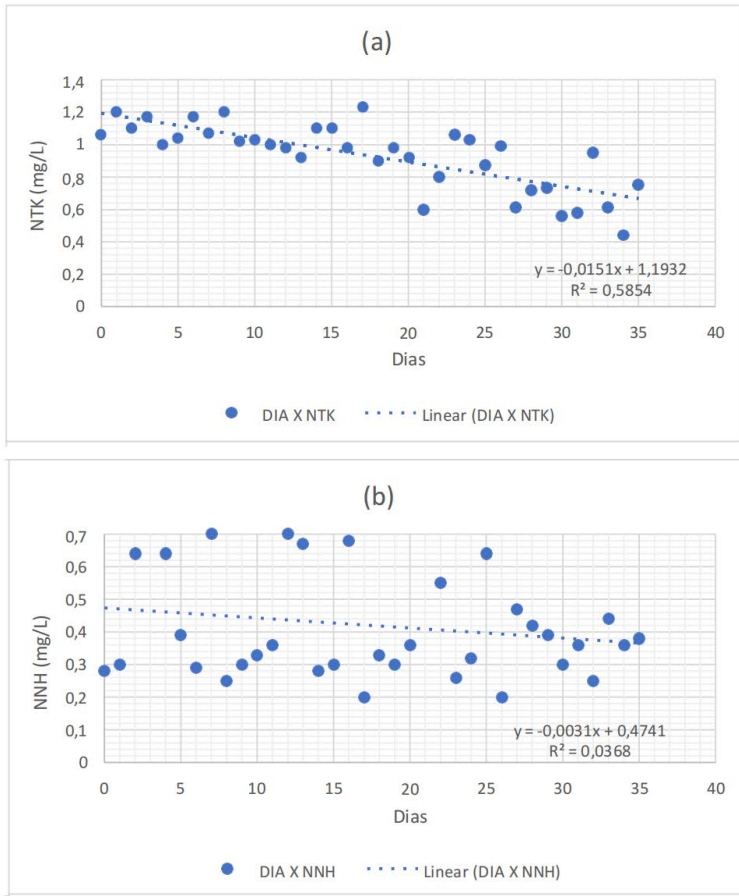 (a)
NTK (mg/L)
1,4
1,2
1
0,8
0,6
0,4
0,2
0
y = -0,0151x + 1,1932
R² = 0,5854
0 5 10 15 20 25 30 35 40
Dias
DIA X NTK Linear (DIA X NTK)
(b)
NNH (mg/L)
0,7
0,6
0,5
0,4
0,3
0,2
0,1
0
y = -0,0031x + 0,4741
R² = 0,0368
0 5 10 15 20 25 30 35 40
Dias
DIA X NNH Linear (DIA X NNH)